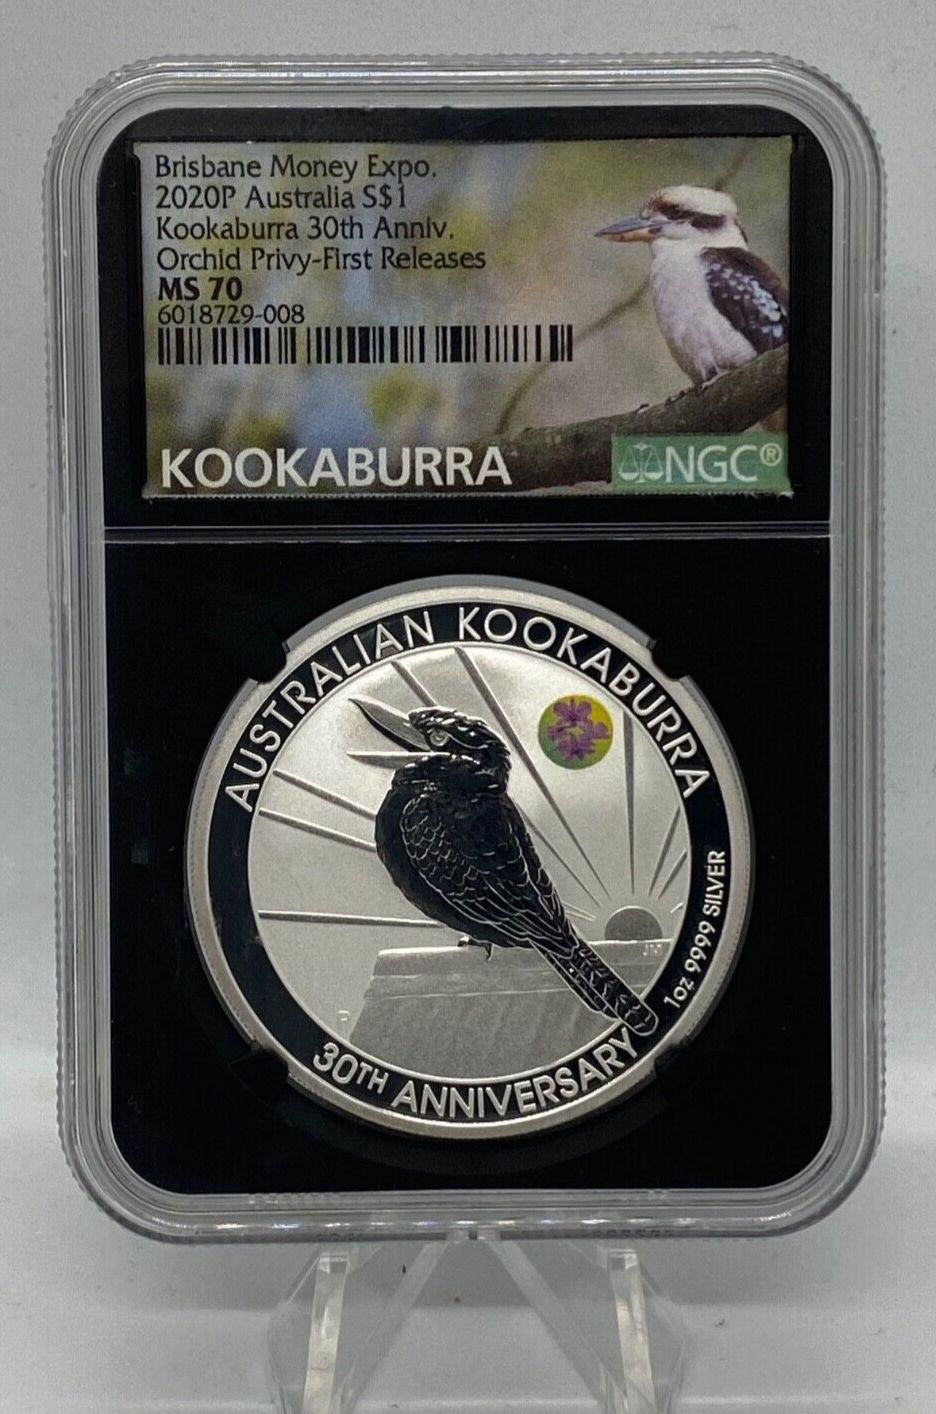 Brisbane Money Expo.
2020P Australia S$1
Kookaburra 30th Anniv.
Orchid Privy-First Releases
MS 70
6018729-008
KOOKABURRA
NGC®
AUSTRALIAN KOOKABURRA
1oz 9999 SILVER
P
30TH ANNIVERSARY